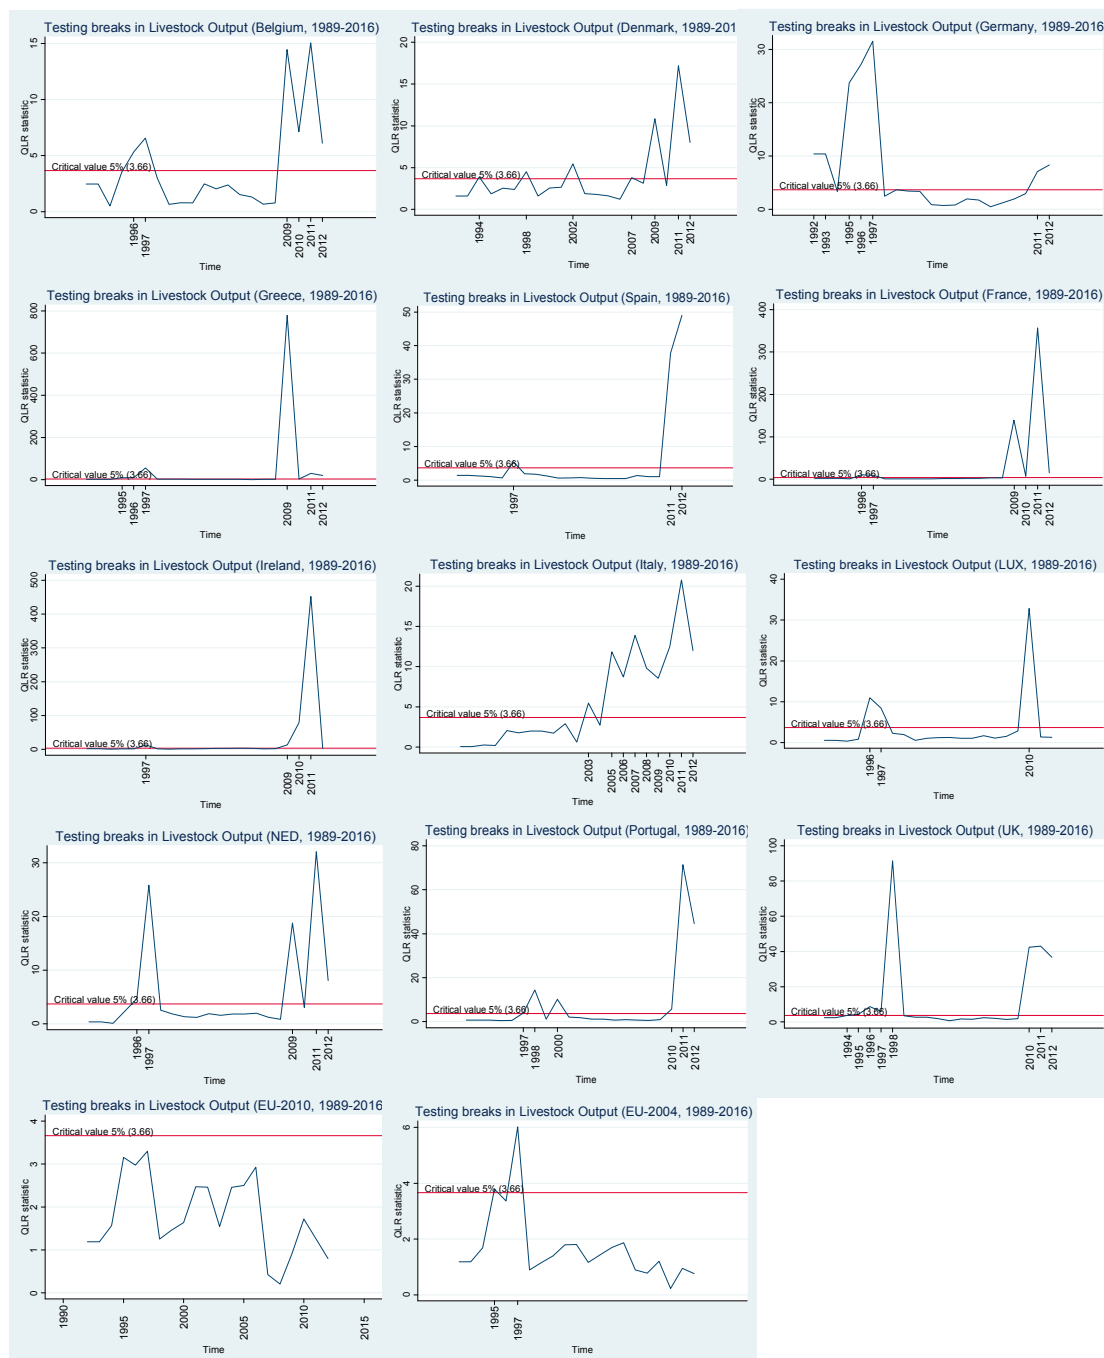 Testing breaks in Livestock Output (Belgium, 1989-2016)
QLR statistic
15
10
5
0
Critical value 5% (3.66)
1996
1997
2009
2010
2011
2012
Time
Testing breaks in Livestock Output (Denmark, 1989-201
QLR statistic
20
15
10
5
0
Critical value 5% (3.66)
1994
1998
2002
2007
2009
2011
2012
Time
Testing breaks in Livestock Output (Germany, 1989-2016
QLR statistic
30
20
10
0
Critical value 5% (3.66)
1992
1993
1995
1996
1997
2011
2012
Time
Testing breaks in Livestock Output (Greece, 1989-2016)
QLR statistic
800
600
400
200
0
Critical value 5% (3.66)
1995
1996
1997
2009
2011
2012
Time
Testing breaks in Livestock Output (Spain, 1989-2016)
QLR statistic
50
40
30
20
10
0
Critical value 5% (3.66)
1997
2011
2012
Time
Testing breaks in Livestock Output (France, 1989-2016)
QLR statistic
400
300
200
100
0
Critical value 5% (3.66)
1996
1997
2009
2010
2011
2012
Time
Testing breaks in Livestock Output (Ireland, 1989-2016)
QLR statistic
500
400
300
200
100
0
Critical value 5% (3.66)
1997
2009
2010
2011
Time
Testing breaks in Livestock Output (Italy, 1989-2016)
QLR statistic
20
15
10
5
0
Critical value 5% (3.66)
2003
2005
2006
2007
2008
2009
2010
2011
2012
Time
Testing breaks in Livestock Output (LUX, 1989-2016)
QLR statistic
40
30
20
10
0
Critical value 5% (3.66)
1996
1997
2010
Time
Testing breaks in Livestock Output (NED, 1989-2016)
QLR statistic
30
20
10
0
Critical value 5% (3.66)
1996
1997
2009
2011
2012
Time
Testing breaks in Livestock Output (Portugal, 1989-2016)
QLR statistic
80
60
40
20
0
Critical value 5% (3.66)
1997
1998
2000
2010
2011
2012
Time
Testing breaks in Livestock Output (UK, 1989-2016)
QLR statistic
100
80
60
40
20
0
Critical value 5% (3.66)
1994
1995
1996
1997
1998
2010
2011
2012
Time
Testing breaks in Livestock Output (EU-2010, 1989-2016
QLR statistic
4
3
2
1
0
Critical value 5% (3.66)
1990
1995
2000
2005
2010
2015
Time
Testing breaks in Livestock Output (EU-2004, 1989-2016)
QLR statistic
6
4
2
0
Critical value 5% (3.66)
1995
1997
Time